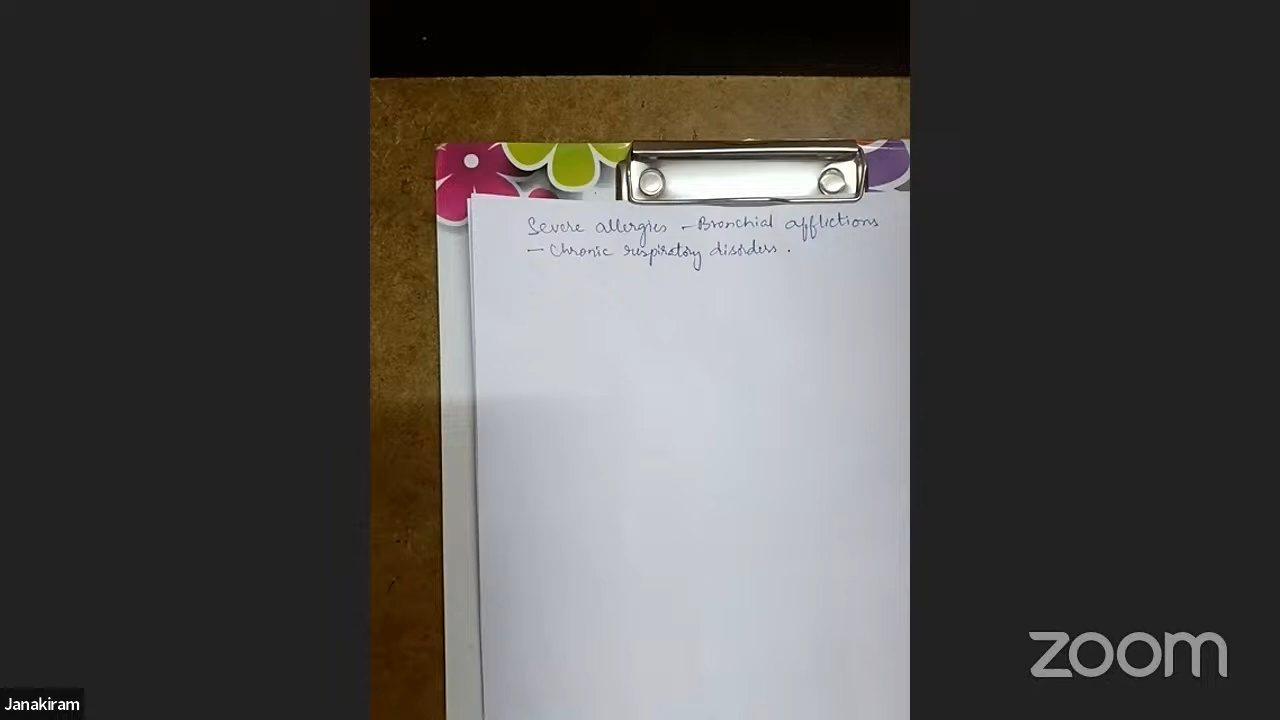 Severe allergies - Bronchial afflictions
- Chronic respiratory disorders.
zoom
Janakiram